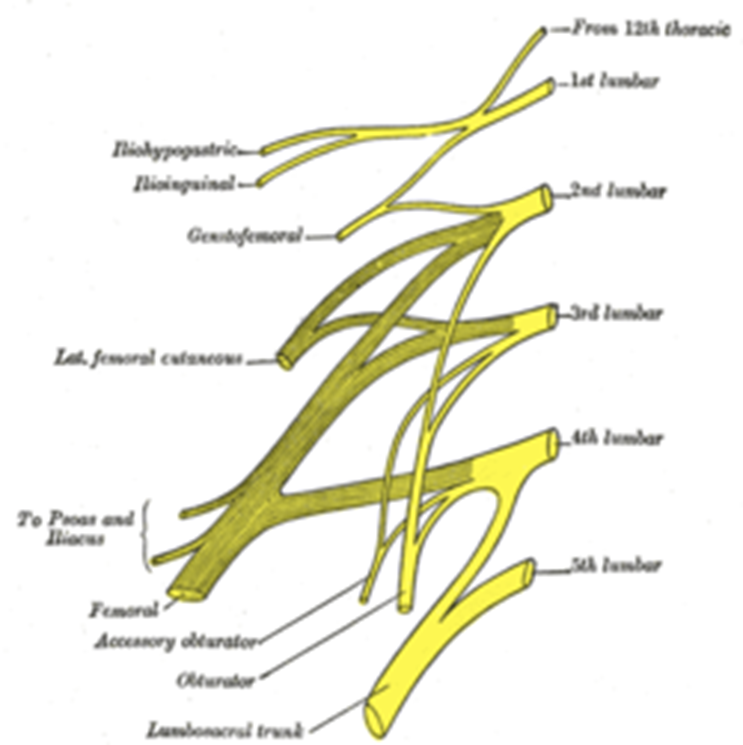 From 12th thoracic
1st lumbar
Iliohypogastric
Ilioinguinal
2nd lumbar
Genitofemoral
3rd lumbar
Lat. femoral cutaneous
4th lumbar
To Psoas and
Iliacus
5th lumbar
Femoral
Accessory obturator
Obturator
Lumbosacral trunk